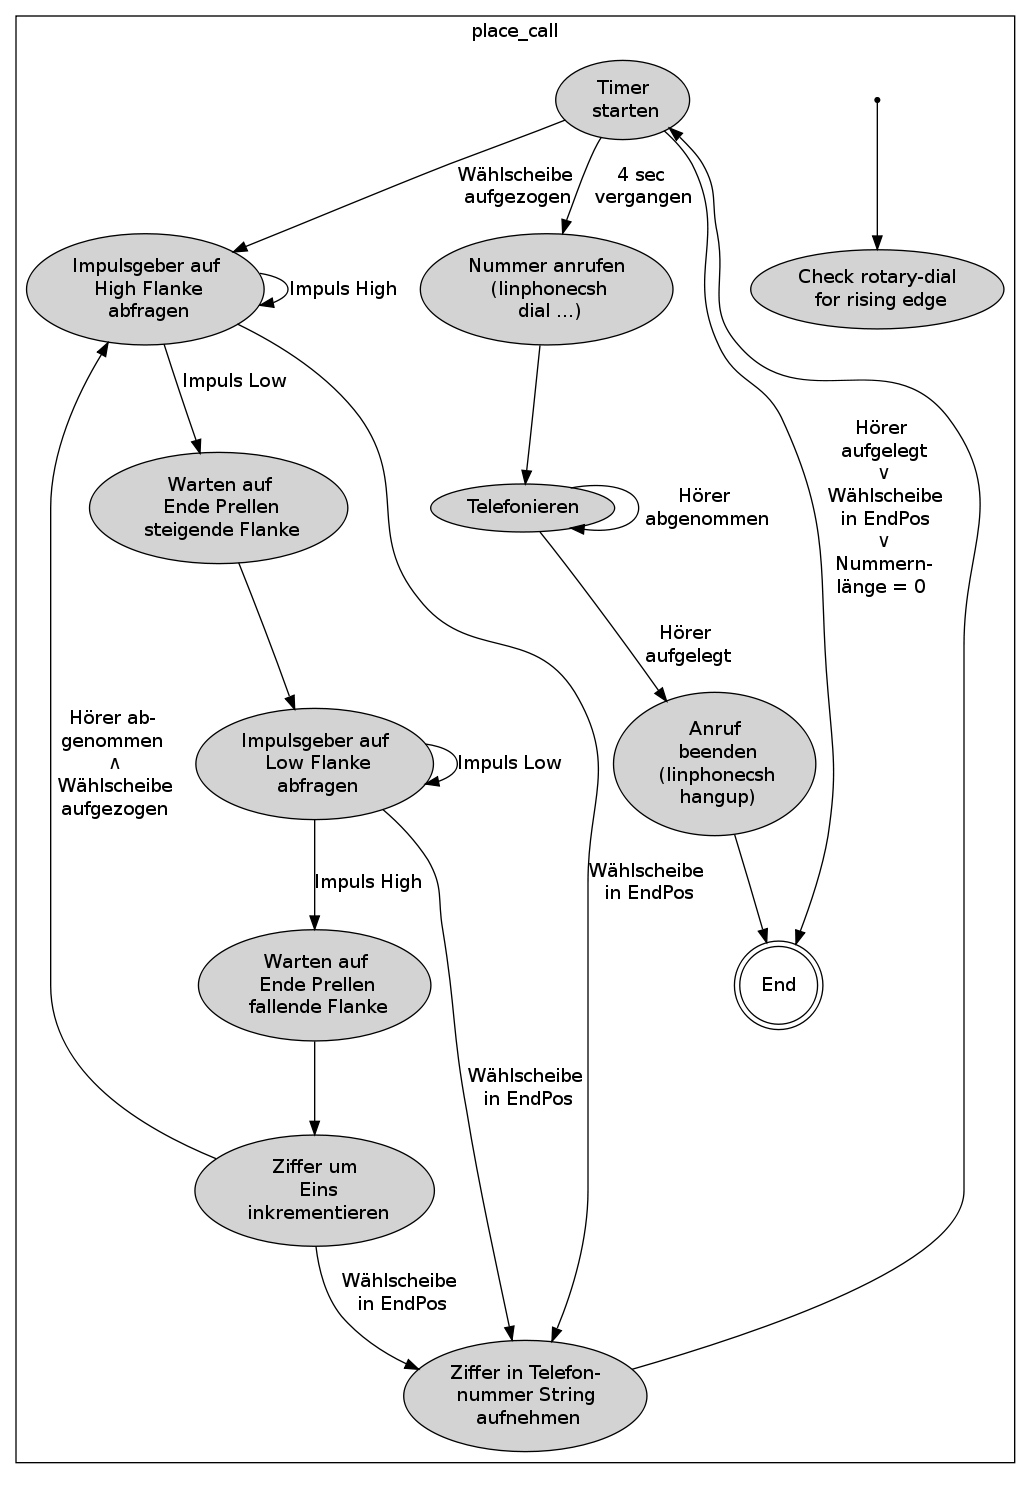 place_call
Timer
starten
Wählscheibe
aufgezogen
4 sec
vergangen
Impulsgeber auf
High Flanke
abfragen
Impuls High
Nummer anrufen
(linphonecsh
dial ...)
Check rotary-dial
for rising edge
Impuls Low
Warten auf
Ende Prellen
steigende Flanke
Telefonieren
Hörer
abgenommen
Hörer
aufgelegt
∨
Wählscheibe
in EndPos
∨
Nummern-
länge = 0
Hörer
aufgelegt
Hörer ab-
genommen
∧
Wählscheibe
aufgezogen
Impulsgeber auf
Low Flanke
abfragen
Impuls Low
Anruf
beenden
(linphonecsh
hangup)
Impuls High
Wählscheibe
in EndPos
Warten auf
Ende Prellen
fallende Flanke
End
Wählscheibe
in EndPos
Ziffer um
Eins
inkrementieren
Wählscheibe
in EndPos
Ziffer in Telefon-
nummer String
aufnehmen